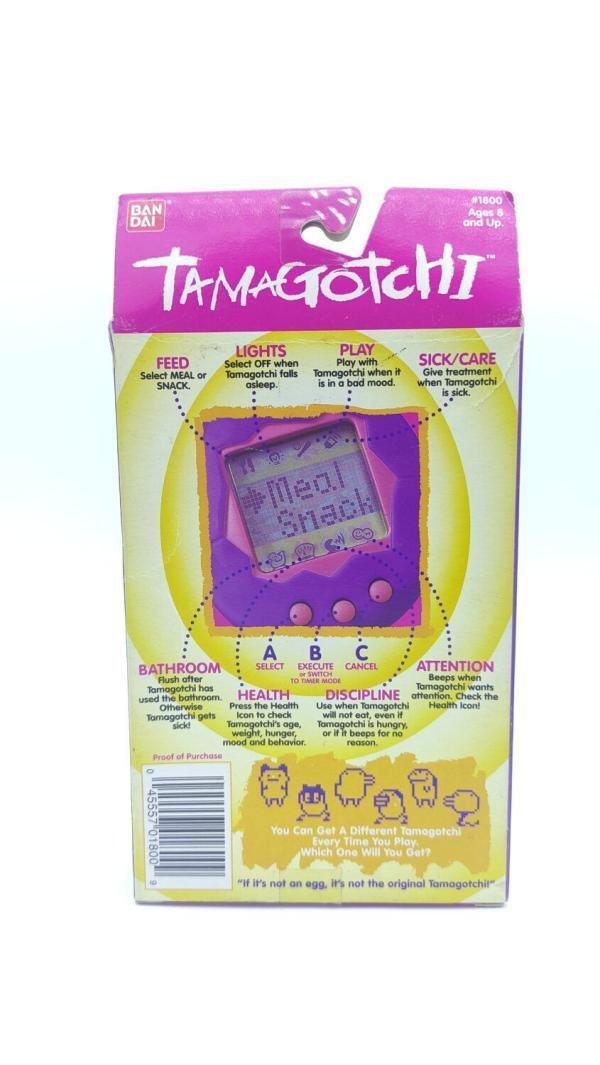 BAN
DAI
#1800
Ages 8
and Up.
TAMAGOTCHI™
FEED
Select MEAL or
SNACK.
LIGHTS
Select OFF when
Tamagotchi falls
asleep.
PLAY
Play with
Tamagotchi when it
is in a bad mood.
SICK/CARE
Give treatment
when Tamagotchi
is sick.
Meal
Snack
A
SELECT
B
EXECUTE
or SWITCH
TO TIMER MODE
C
CANCEL
BATHROOM
Flush after
Tamagotchi has
used the bathroom.
Otherwise
Tamagotchi gets
sick!
HEALTH
Press the Health
Icon to check
Tamagotchi's age,
weight, hunger,
mood and behavior.
DISCIPLINE
Use when Tamagotchi
will not eat, even if
Tamagotchi is hungry,
or if it beeps for no
reason.
ATTENTION
Beeps when
Tamagotchi wants
attention. Check the
Health Icon!
Proof of Purchase
0 45557 01800 9
You Can Get A Different Tamagotchi
Every Time You Play.
Which One Will You Get?
"If it's not an egg, it's not the original Tamagotchi!"